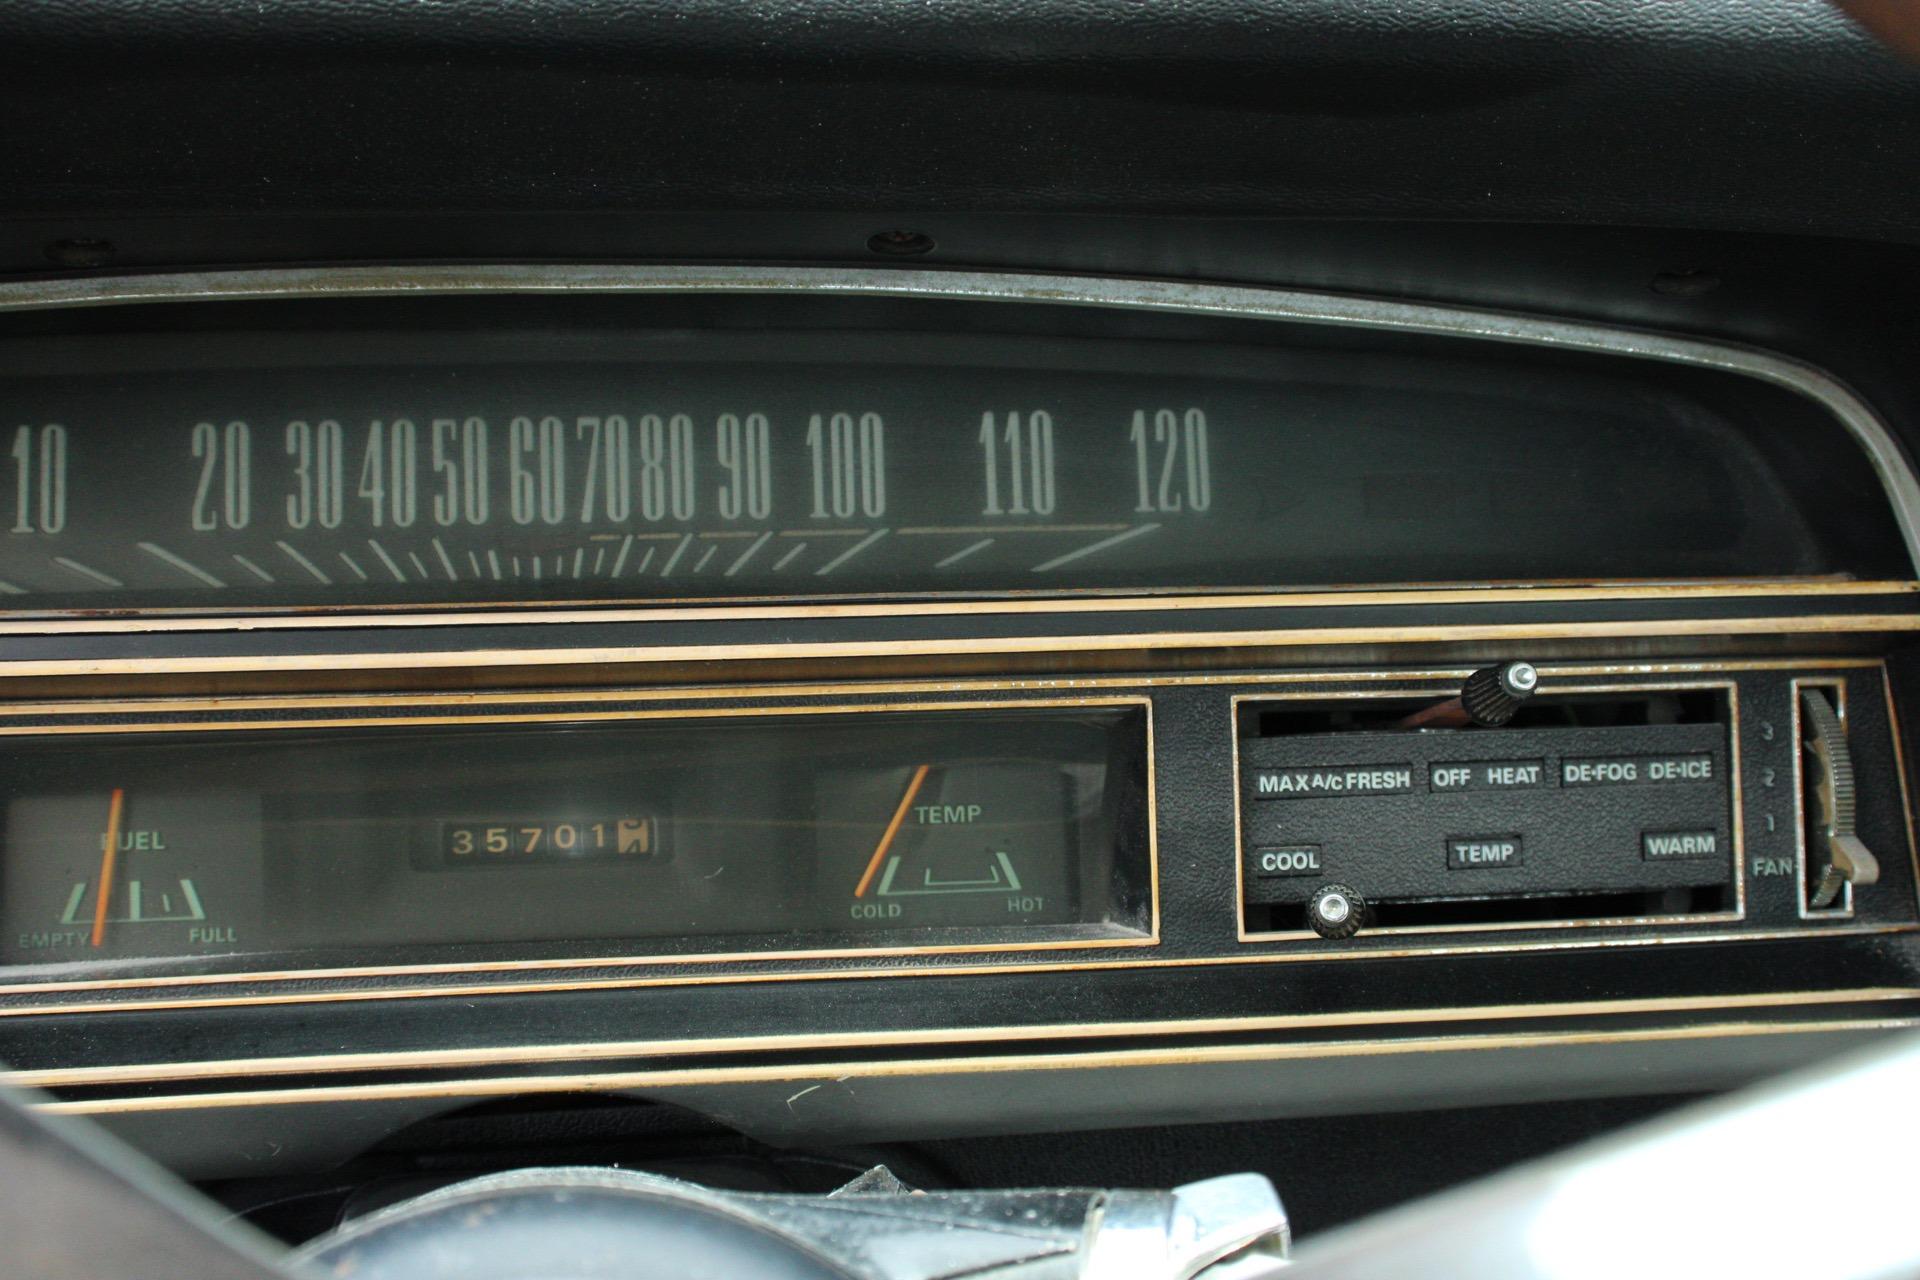 10 20 30 40 50 60 70 80 90 100 110 120
FUEL
EMPTY FULL
35701
TEMP
COLD HOT
MAX A/C FRESH OFF HEAT DE·FOG DE·ICE
COOL TEMP WARM
3
2
1
FAN